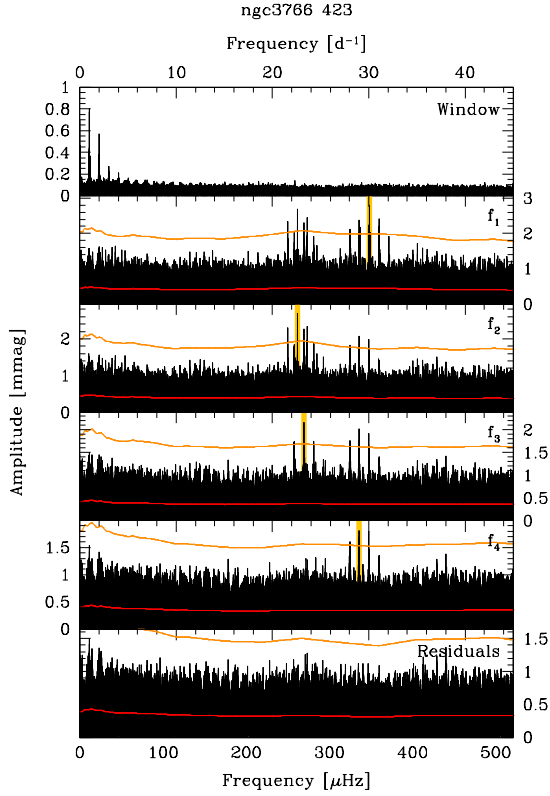 ngc3766 423
Frequency [d⁻¹]
0 10 20 30 40
1
0.8
0.6
0.4
0.2
0
Window
3
2
1
0
f₁
2
1
0
f₂
2
1.5
1
0.5
0
f₃
1.5
1
0.5
0
f₄
1.5
1
0.5
0
Residuals
0 100 200 300 400 500
Frequency [μHz]
Amplitude [mmag]